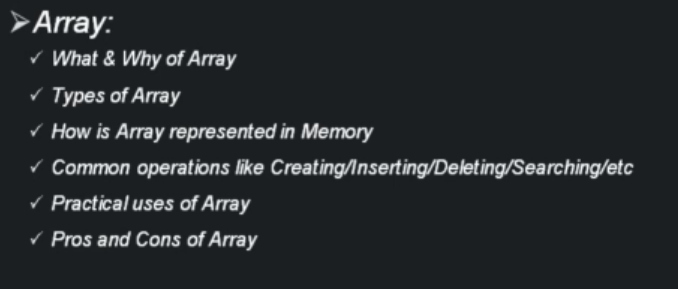 ➢Array:
✓ What & Why of Array
✓ Types of Array
✓ How is Array represented in Memory
✓ Common operations like Creating/Inserting/Deleting/Searching/etc
✓ Practical uses of Array
✓ Pros and Cons of Array